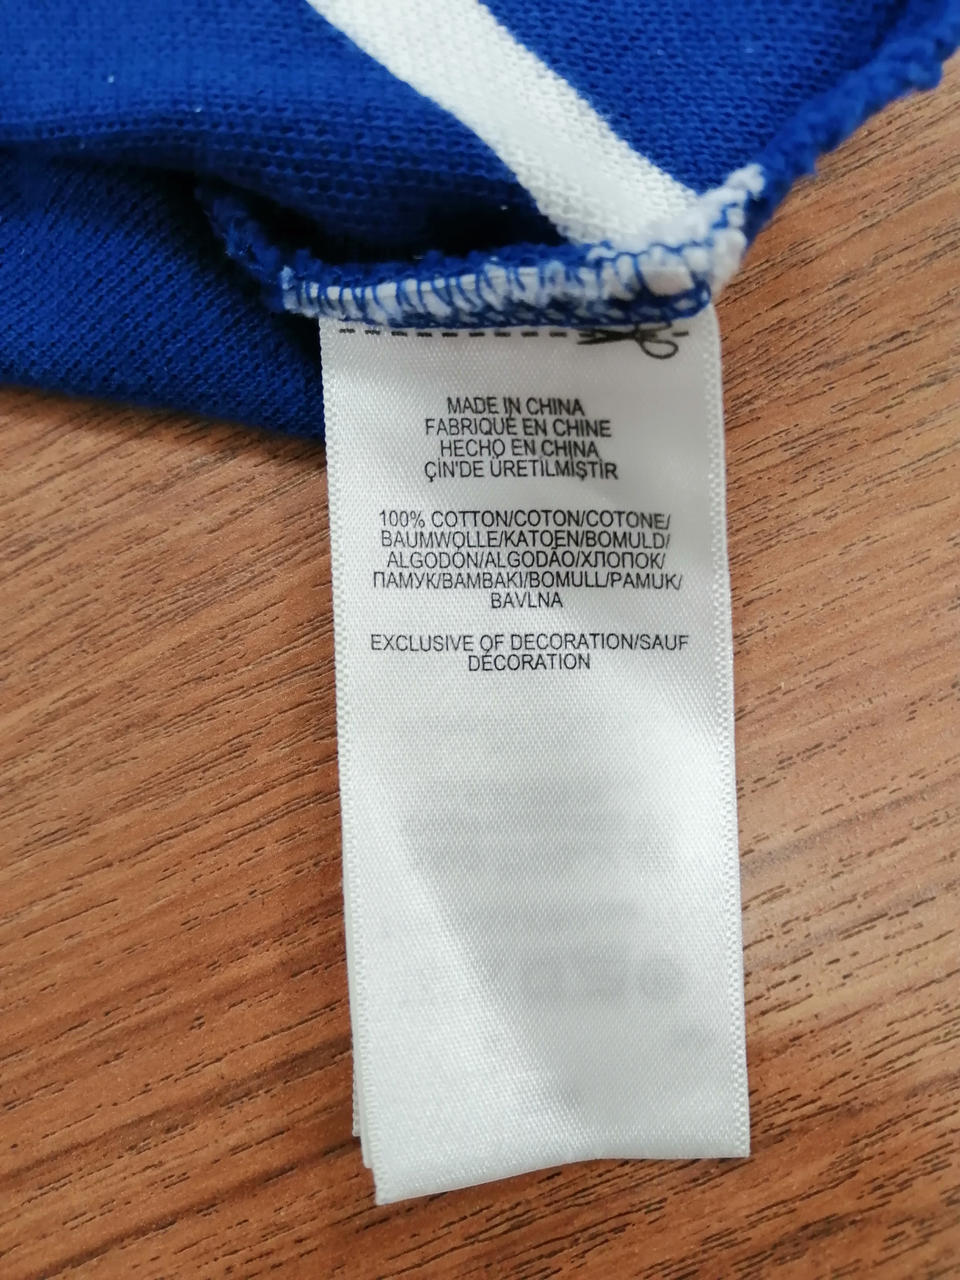 MADE IN CHINA
FABRIQUÉ EN CHINE
HECHO EN CHINA
ÇİN'DE ÜRETİLMİŞTİR
100% COTTON/COTON/COTONE/
BAUMWOLLE/KATOEN/BOMULD/
ALGODÓN/ALGODÃO/ХЛОПОК/
ПАМУК/BAMBAKI/BOMULL/PAMUK/
BAVLNA
EXCLUSIVE OF DECORATION/SAUF
DÉCORATION